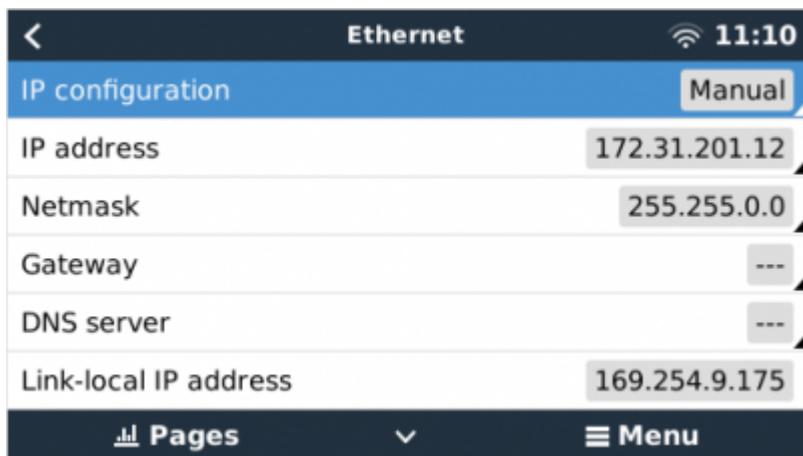 Ethernet 11:10
IP configuration Manual
IP address 172.31.201.12
Netmask 255.255.0.0
Gateway ---
DNS server ---
Link-local IP address 169.254.9.175
Pages Menu